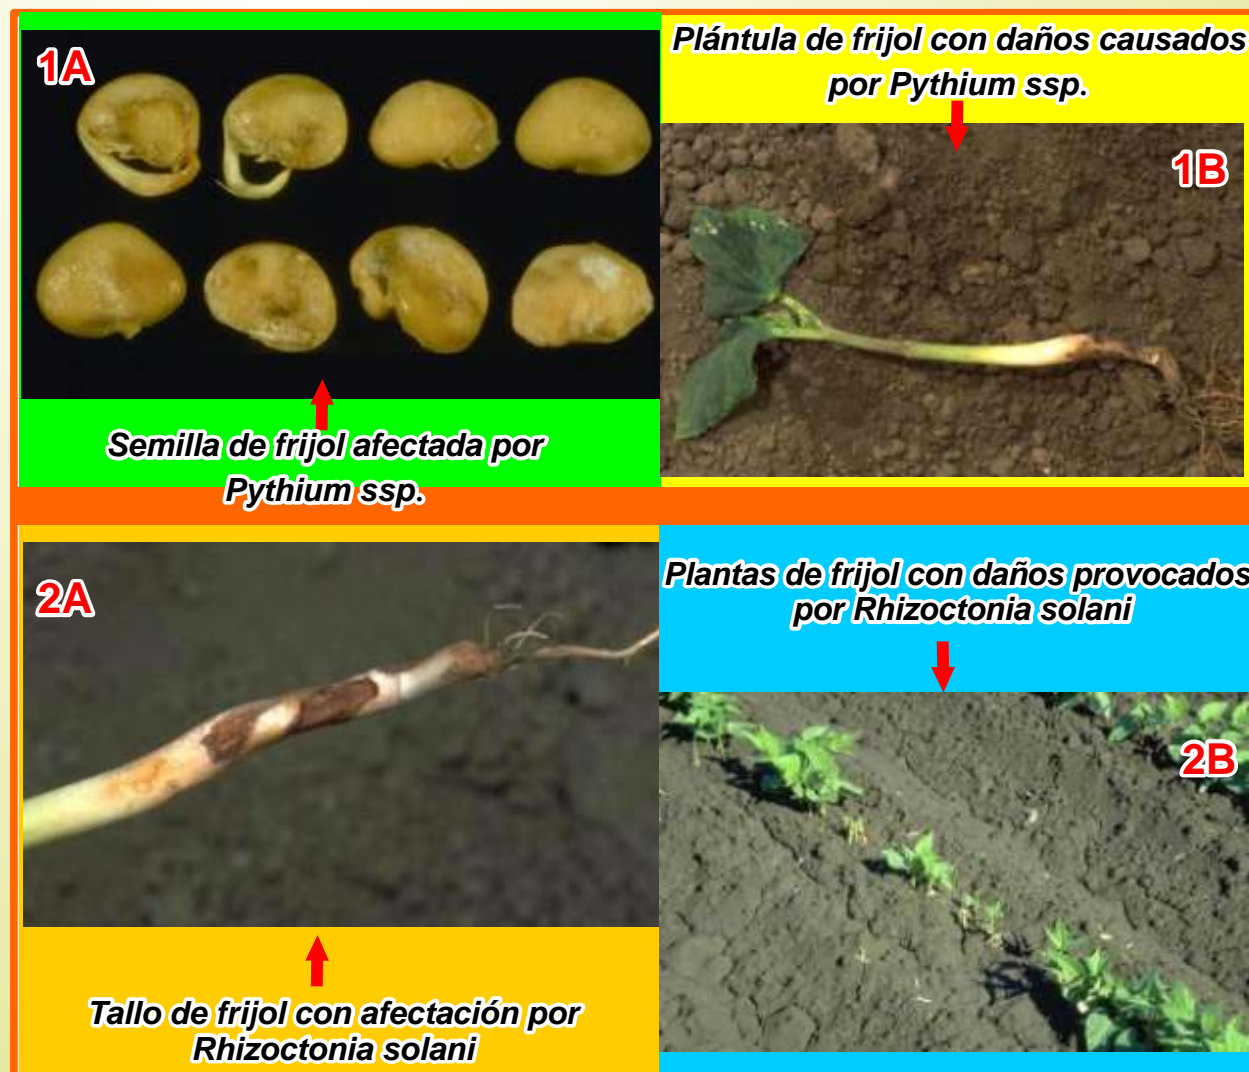 1A
Semilla de frijol afectada por
Pythium ssp.
Plántula de frijol con daños causados
por Pythium ssp.
1B
2A
Tallo de frijol con afectación por
Rhizoctonia solani
Plantas de frijol con daños provocados
por Rhizoctonia solani
2B